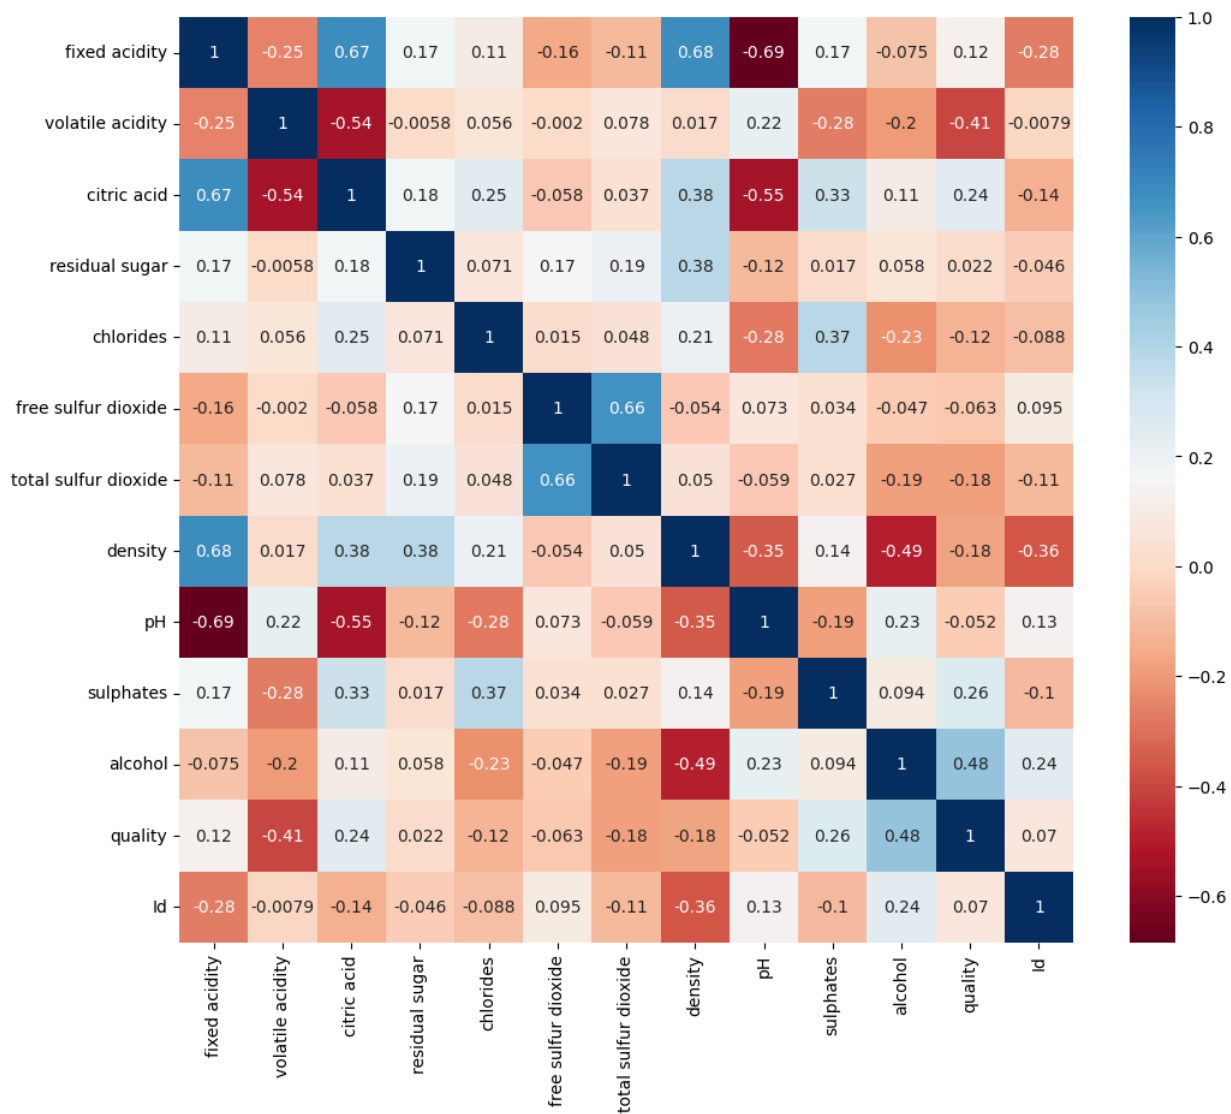 fixed acidity 1 -0.25 0.67 0.17 0.11 -0.16 -0.11 0.68 -0.69 0.17 -0.075 0.12 -0.28
volatile acidity -0.25 1 -0.54 -0.0058 0.056 -0.002 0.078 0.017 0.22 -0.28 -0.2 -0.41 -0.0079
citric acid 0.67 -0.54 1 0.18 0.25 -0.058 0.037 0.38 -0.55 0.33 0.11 0.24 -0.14
residual sugar 0.17 -0.0058 0.18 1 0.071 0.17 0.19 0.38 -0.12 0.017 0.058 0.022 -0.046
chlorides 0.11 0.056 0.25 0.071 1 0.015 0.048 0.21 -0.28 0.37 -0.23 -0.12 -0.088
free sulfur dioxide -0.16 -0.002 -0.058 0.17 0.015 1 0.66 -0.054 0.073 0.034 -0.047 -0.063 0.095
total sulfur dioxide -0.11 0.078 0.037 0.19 0.048 0.66 1 0.05 -0.059 0.027 -0.19 -0.18 -0.11
density 0.68 0.017 0.38 0.38 0.21 -0.054 0.05 1 -0.35 0.14 -0.49 -0.18 -0.36
pH -0.69 0.22 -0.55 -0.12 -0.28 0.073 -0.059 -0.35 1 -0.19 0.23 -0.052 0.13
sulphates 0.17 -0.28 0.33 0.017 0.37 0.034 0.027 0.14 -0.19 1 0.094 0.26 -0.1
alcohol -0.075 -0.2 0.11 0.058 -0.23 -0.047 -0.19 -0.49 0.23 0.094 1 0.48 0.24
quality 0.12 -0.41 0.24 0.022 -0.12 -0.063 -0.18 -0.18 -0.052 0.26 0.48 1 0.07
Id -0.28 -0.0079 -0.14 -0.046 -0.088 0.095 -0.11 -0.36 0.13 -0.1 0.24 0.07 1
fixed acidity
volatile acidity
citric acid
residual sugar
chlorides
free sulfur dioxide
total sulfur dioxide
density
pH
sulphates
alcohol
quality
Id
1.0
0.8
0.6
0.4
0.2
0.0
−0.2
−0.4
−0.6